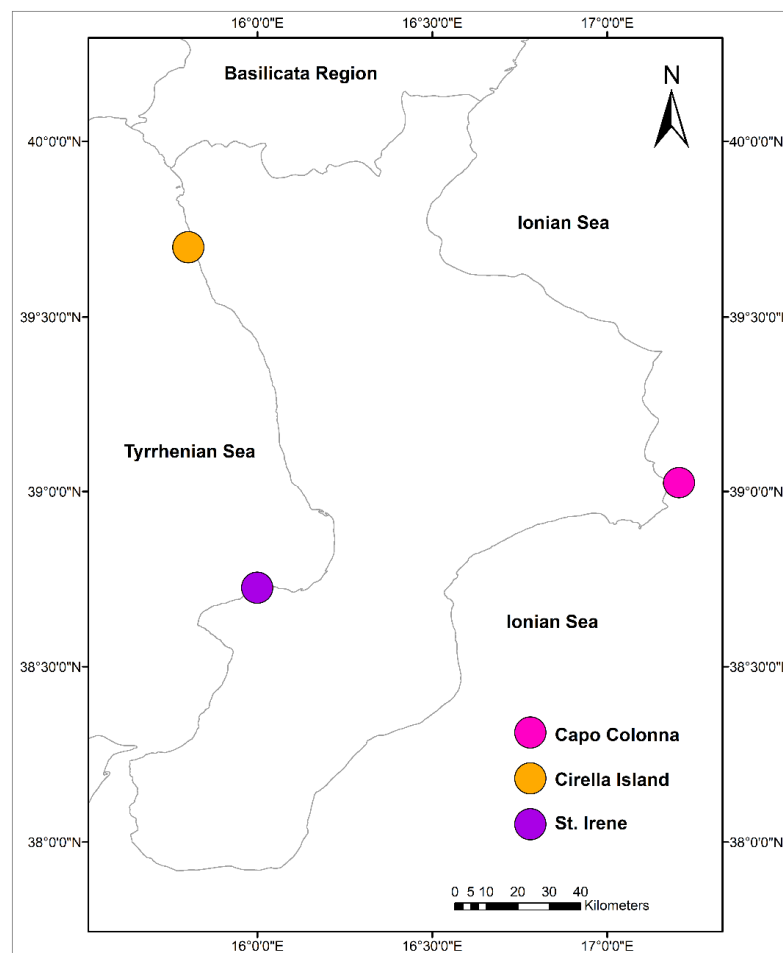 16°0'0"E 16°30'0"E 17°0'0"E
Basilicata Region
N
40°0'0"N 40°0'0"N
Ionian Sea
39°30'0"N 39°30'0"N
Tyrrhenian Sea
39°0'0"N 39°0'0"N
Ionian Sea
38°30'0"N 38°30'0"N
Capo Colonna
Cirella Island
St. Irene
38°0'0"N 38°0'0"N
0 5 10 20 30 40
Kilometers
16°0'0"E 16°30'0"E 17°0'0"E